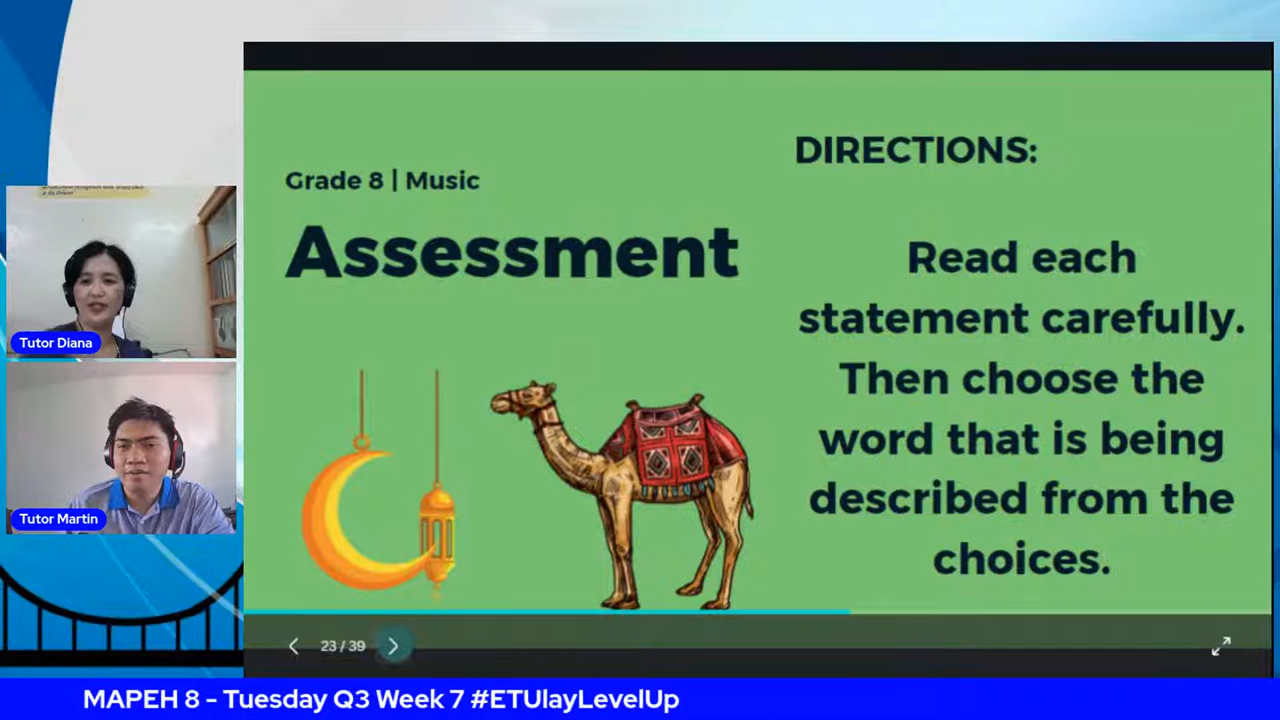 Grade 8 | Music
Assessment
DIRECTIONS:
Read each
statement carefully.
Then choose the
word that is being
described from the
choices.
Tutor Diana
Tutor Martin
23 / 39
MAPEH 8 - Tuesday Q3 Week 7 #ETUlayLevelUp